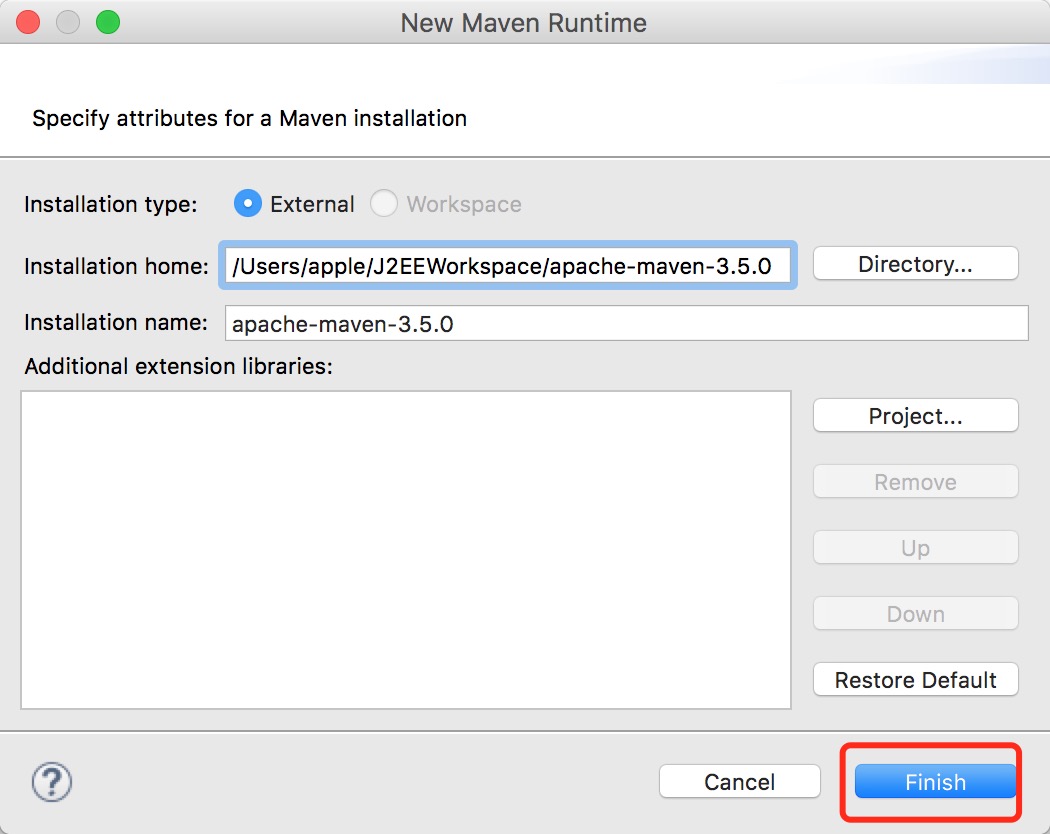 New Maven Runtime
Specify attributes for a Maven installation
Installation type: External Workspace
Installation home: /Users/apple/J2EEWorkspace/apache-maven-3.5.0 Directory...
Installation name: apache-maven-3.5.0
Additional extension libraries:
Project...
Remove
Up
Down
Restore Default
? Cancel Finish